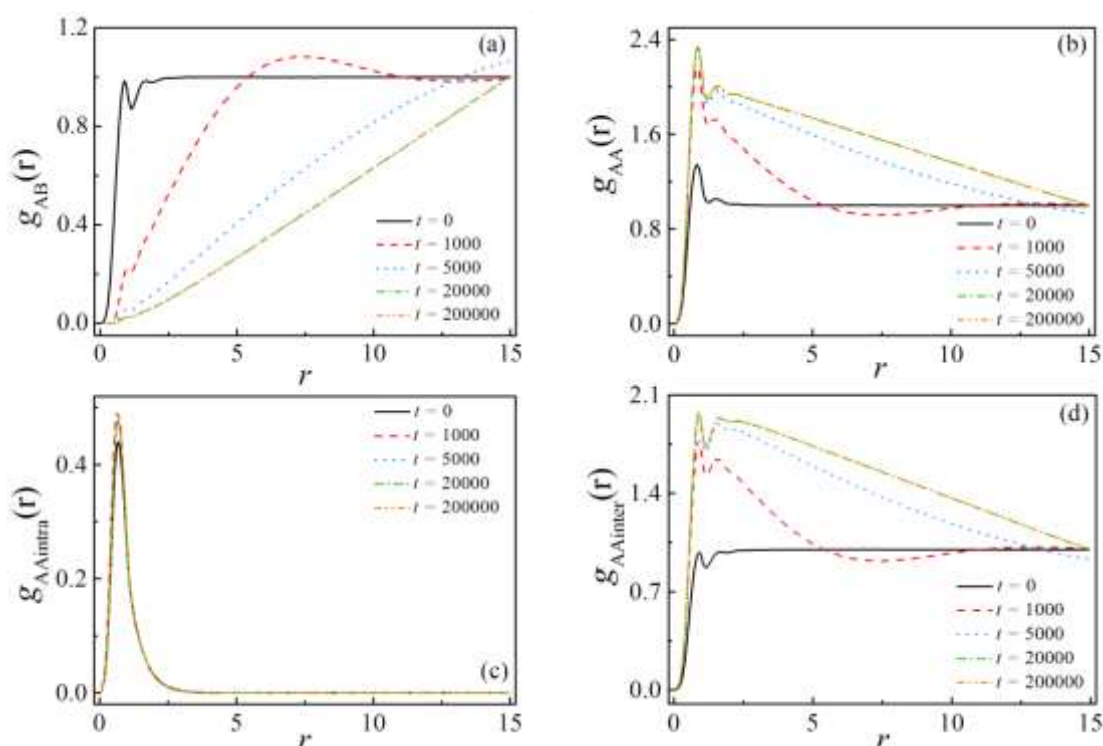 (a)
g_AB(r)
1.2
0.8
0.4
0.0
t = 0
t = 1000
t = 5000
t = 20000
t = 200000
0 5 10 15
r
(b)
g_AA(r)
2.4
1.6
0.8
0.0
t = 0
t = 1000
t = 5000
t = 20000
t = 200000
0 5 10 15
r
g_AAintra(r)
0.4
0.2
0.0
t = 0
t = 1000
t = 5000
t = 20000
t = 200000
(c)
0 5 10 15
r
(d)
g_AAinter(r)
2.1
1.4
0.7
0.0
t = 0
t = 1000
t = 5000
t = 20000
t = 200000
0 5 10 15
r